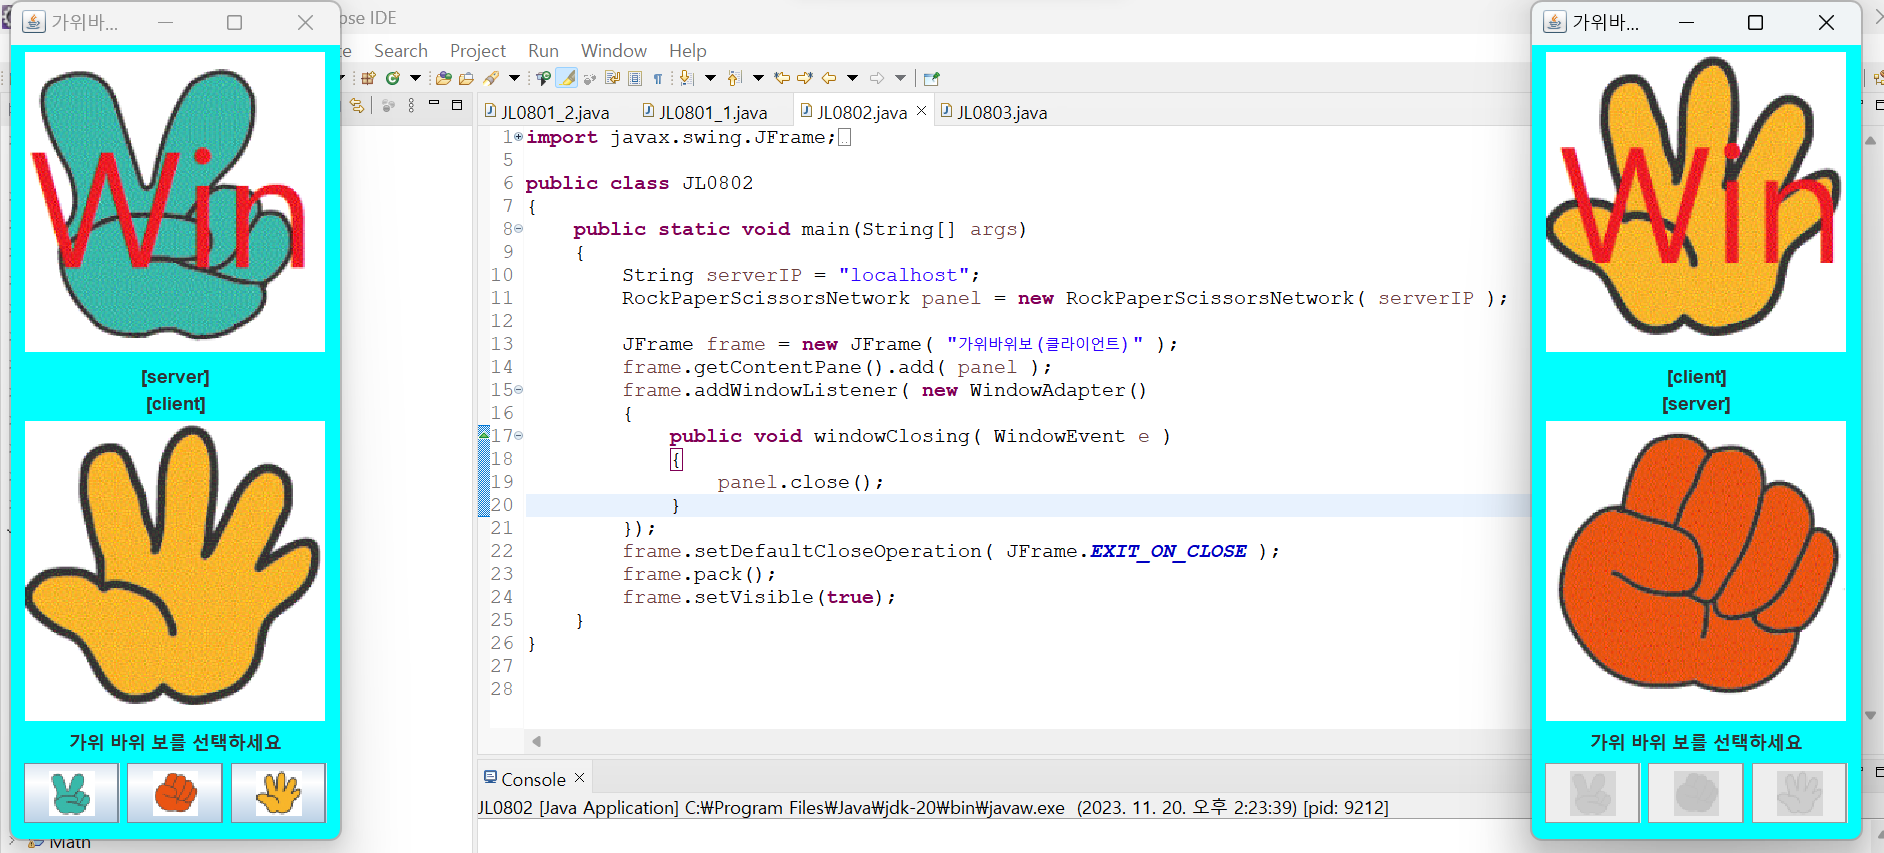 가위바...
Win
[server]
[client]
가위 바위 보를 선택하세요
Math
pse IDE
te Search Project Run Window Help
JL0801_2.java JL0801_1.java JL0802.java JL0803.java
1 import javax.swing.JFrame;
5
6 public class JL0802
7 {
8 public static void main(String[] args)
9 {
10 String serverIP = "localhost";
11 RockPaperScissorsNetwork panel = new RockPaperScissorsNetwork( serverIP );
12
13 JFrame frame = new JFrame( "가위바위보(클라이언트)" );
14 frame.getContentPane().add( panel );
15 frame.addWindowListener( new WindowAdapter()
16 {
17 public void windowClosing( WindowEvent e )
18 {
19 panel.close();
20 }
21 });
22 frame.setDefaultCloseOperation( JFrame.EXIT_ON_CLOSE );
23 frame.pack();
24 frame.setVisible(true);
25 }
26 }
27
28
Console
JL0802 [Java Application] C:₩Program Files₩Java₩jdk-20₩bin₩javaw.exe (2023. 11. 20. 오후 2:23:39) [pid: 9212]
가위바...
Win
[client]
[server]
가위 바위 보를 선택하세요